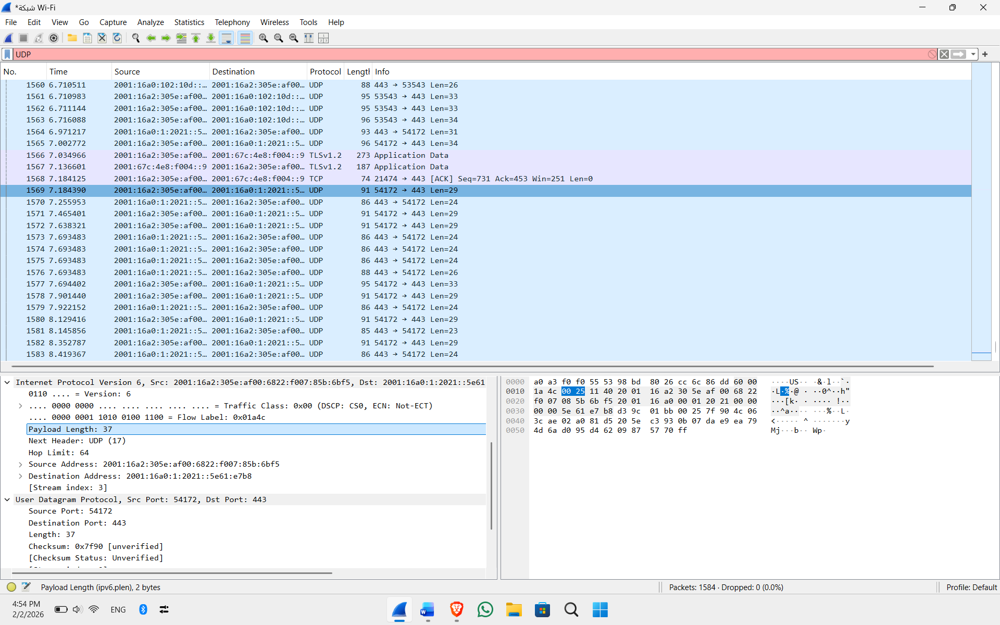 *شبكة Wi-Fi
File Edit View Go Capture Analyze Statistics Telephony Wireless Tools Help
UDP
No. Time Source Destination Protocol Length Info
1560 6.710511 2001:16a0:102:10d::… 2001:16a2:305e:af00… UDP 88 443 → 53543 Len=26
1561 6.710983 2001:16a2:305e:af00… 2001:16a0:102:10d::… UDP 95 53543 → 443 Len=33
1562 6.711144 2001:16a2:305e:af00… 2001:16a0:102:10d::… UDP 95 53543 → 443 Len=33
1563 6.716088 2001:16a2:305e:af00… 2001:16a0:102:10d::… UDP 96 53543 → 443 Len=34
1564 6.971217 2001:16a0:1:2021::5… 2001:16a2:305e:af00… UDP 93 443 → 54172 Len=31
1565 7.002772 2001:16a2:305e:af00… 2001:16a0:1:2021::5… UDP 96 54172 → 443 Len=34
1566 7.034966 2001:16a2:305e:af00… 2001:67c:4e8:f004::9 TLSv1.2 273 Application Data
1567 7.136601 2001:67c:4e8:f004::9 2001:16a2:305e:af00… TLSv1.2 187 Application Data
1568 7.184125 2001:16a2:305e:af00… 2001:67c:4e8:f004::9 TCP 74 21474 → 443 [ACK] Seq=731 Ack=453 Win=251 Len=0
1569 7.184390 2001:16a2:305e:af00… 2001:16a0:1:2021::5… UDP 91 54172 → 443 Len=29
1570 7.255953 2001:16a0:1:2021::5… 2001:16a2:305e:af00… UDP 86 443 → 54172 Len=24
1571 7.465401 2001:16a2:305e:af00… 2001:16a0:1:2021::5… UDP 91 54172 → 443 Len=29
1572 7.638321 2001:16a2:305e:af00… 2001:16a0:1:2021::5… UDP 91 54172 → 443 Len=29
1573 7.693483 2001:16a0:1:2021::5… 2001:16a2:305e:af00… UDP 86 443 → 54172 Len=24
1574 7.693483 2001:16a0:1:2021::5… 2001:16a2:305e:af00… UDP 86 443 → 54172 Len=24
1575 7.693483 2001:16a0:1:2021::5… 2001:16a2:305e:af00… UDP 86 443 → 54172 Len=24
1576 7.693483 2001:16a0:1:2021::5… 2001:16a2:305e:af00… UDP 88 443 → 54172 Len=26
1577 7.694402 2001:16a2:305e:af00… 2001:16a0:1:2021::5… UDP 95 54172 → 443 Len=33
1578 7.901440 2001:16a2:305e:af00… 2001:16a0:1:2021::5… UDP 91 54172 → 443 Len=29
1579 7.922152 2001:16a0:1:2021::5… 2001:16a2:305e:af00… UDP 86 443 → 54172 Len=24
1580 8.129416 2001:16a2:305e:af00… 2001:16a0:1:2021::5… UDP 91 54172 → 443 Len=29
1581 8.145856 2001:16a0:1:2021::5… 2001:16a2:305e:af00… UDP 85 443 → 54172 Len=23
1582 8.352787 2001:16a2:305e:af00… 2001:16a0:1:2021::5… UDP 91 54172 → 443 Len=29
1583 8.419367 2001:16a0:1:2021::5… 2001:16a2:305e:af00… UDP 86 443 → 54172 Len=24
Internet Protocol Version 6, Src: 2001:16a2:305e:af00:6822:f007:85b:6bf5, Dst: 2001:16a0:1:2021::5e61
0110 .... = Version: 6
.... 0000 0000 .... .... .... .... .... = Traffic Class: 0x00 (DSCP: CS0, ECN: Not-ECT)
.... 0000 0001 1010 0100 1100 = Flow Label: 0x01a4c
Payload Length: 37
Next Header: UDP (17)
Hop Limit: 64
Source Address: 2001:16a2:305e:af00:6822:f007:85b:6bf5
Destination Address: 2001:16a0:1:2021::5e61:e7b8
[Stream index: 3]
User Datagram Protocol, Src Port: 54172, Dst Port: 443
Source Port: 54172
Destination Port: 443
Length: 37
Checksum: 0x7f90 [unverified]
[Checksum Status: Unverified]
0000 a0 a3 f0 f0 55 53 98 bd 80 26 cc 6c 86 dd 60 00 ····US·· ·&·l··`·
0010 1a 4c 00 25 11 40 20 01 16 a2 30 5e af 00 68 22 ·L·%·@ · ··0^··h"
0020 f0 07 08 5b 6b f5 20 01 16 a0 00 01 20 21 00 00 ···[k· · ···· !··
0030 00 00 5e 61 e7 b8 d3 9c 01 bb 00 25 7f 90 4c 06 ··^a···· ···%··L·
0040 3c ae 02 a0 81 d5 20 5e c3 93 0b 07 da e9 ea 79 <····· ^ ·······y
0050 4d 6a d0 95 d4 62 09 87 57 70 ff Mj···b·· Wp·
Payload Length (ipv6.plen), 2 bytes
Packets: 1584 · Dropped: 0 (0.0%)
Profile: Default
4:54 PM
2/2/2026
ENG